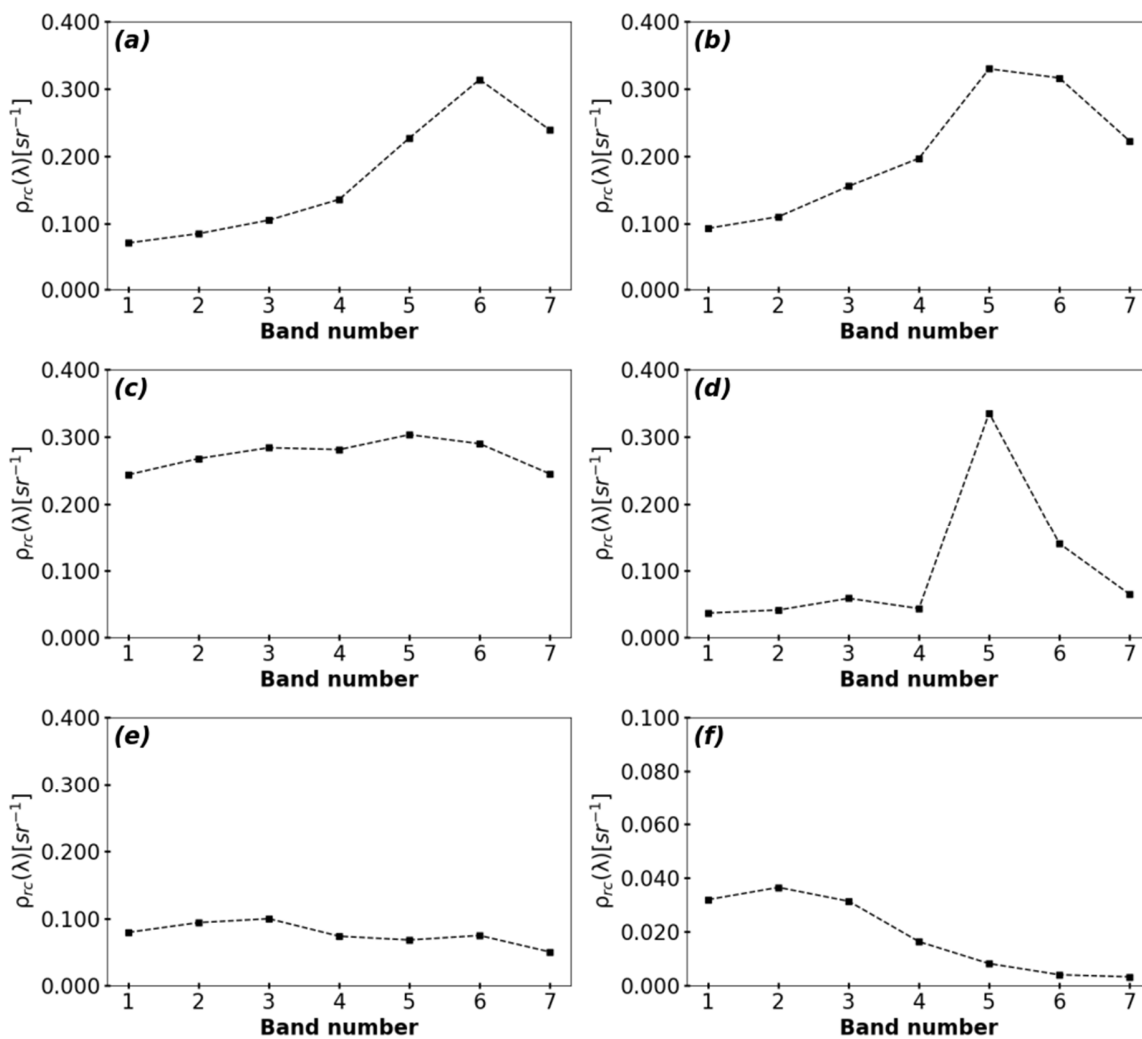 (a)
0.400
0.300
0.200
0.100
0.000
ρrc(λ)[sr−1]
1 2 3 4 5 6 7
Band number
(b)
0.400
0.300
0.200
0.100
0.000
ρrc(λ)[sr−1]
1 2 3 4 5 6 7
Band number
(c)
0.400
0.300
0.200
0.100
0.000
ρrc(λ)[sr−1]
1 2 3 4 5 6 7
Band number
(d)
0.400
0.300
0.200
0.100
0.000
ρrc(λ)[sr−1]
1 2 3 4 5 6 7
Band number
(e)
0.400
0.300
0.200
0.100
0.000
ρrc(λ)[sr−1]
1 2 3 4 5 6 7
Band number
(f)
0.100
0.080
0.060
0.040
0.020
0.000
ρrc(λ)[sr−1]
1 2 3 4 5 6 7
Band number